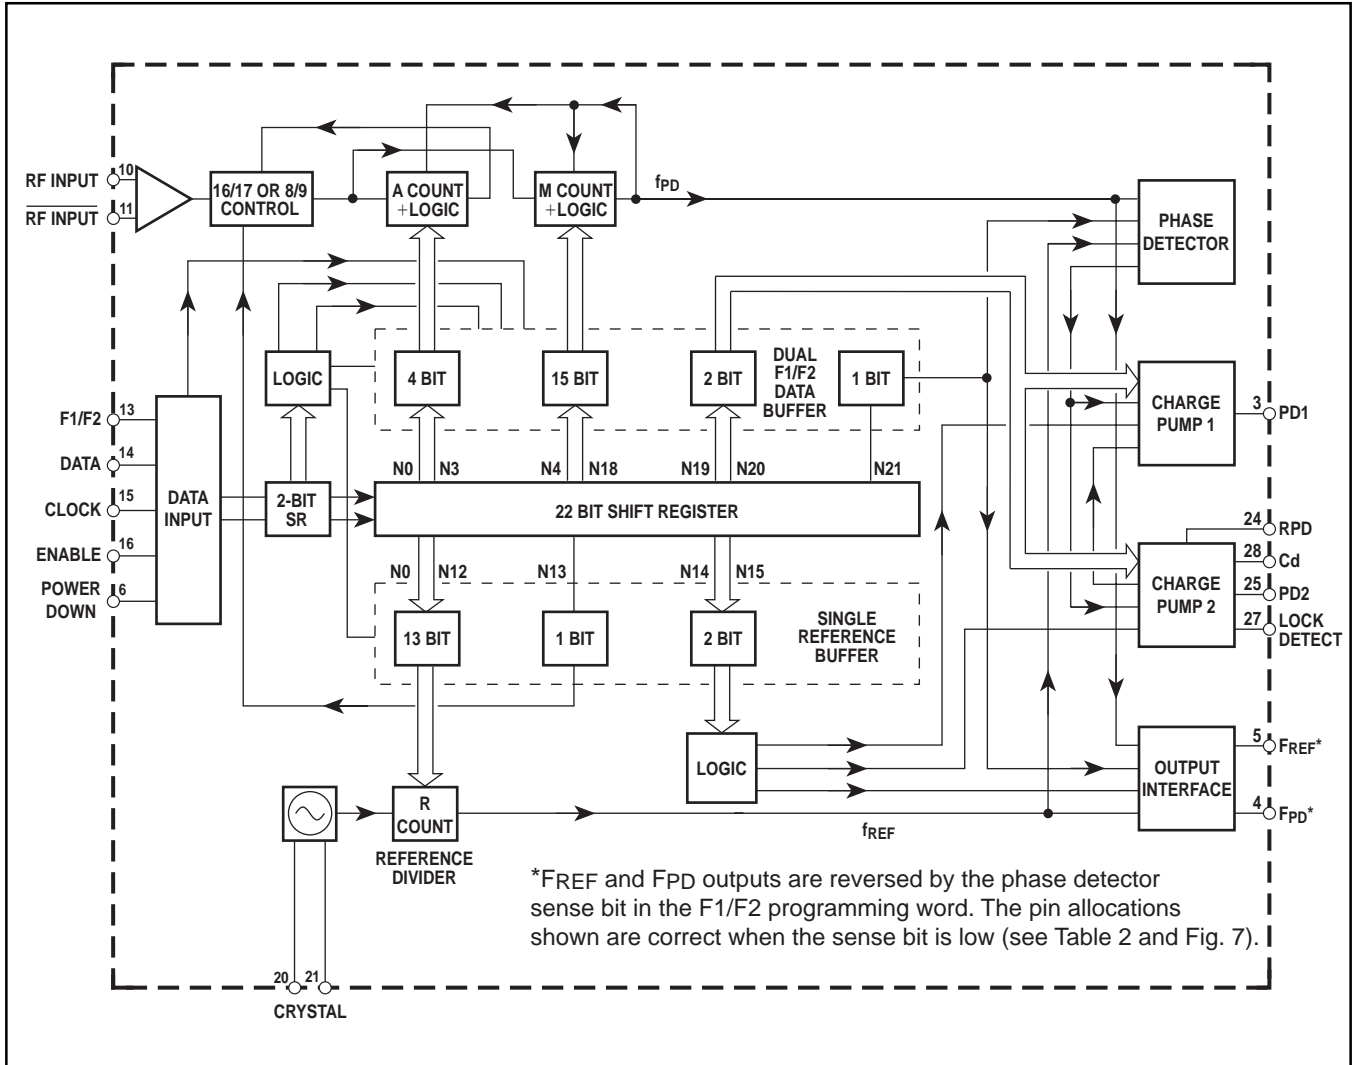 RF INPUT
10
RF INPUT
11
16/17 OR 8/9
CONTROL
A COUNT
+LOGIC
M COUNT
+LOGIC
fPD
PHASE
DETECTOR
LOGIC
4 BIT
15 BIT
2 BIT
DUAL
F1/F2
DATA
BUFFER
1 BIT
CHARGE
PUMP 1
3
PD1
F1/F2
13
DATA
14
CLOCK
15
ENABLE
16
POWER
DOWN
6
DATA
INPUT
2-BIT
SR
N0 N3 N4 N18 N19 N20 N21
22 BIT SHIFT REGISTER
N0 N12 N13 N14 N15
13 BIT
1 BIT
2 BIT
SINGLE
REFERENCE
BUFFER
CHARGE
PUMP 2
24
RPD
28
Cd
25
PD2
27
LOCK
DETECT
LOGIC
OUTPUT
INTERFACE
5
FREF*
4
FPD*
R
COUNT
REFERENCE
DIVIDER
fREF
*FREF and FPD outputs are reversed by the phase detector
sense bit in the F1/F2 programming word. The pin allocations
shown are correct when the sense bit is low (see Table 2 and Fig. 7).
20 21
CRYSTAL